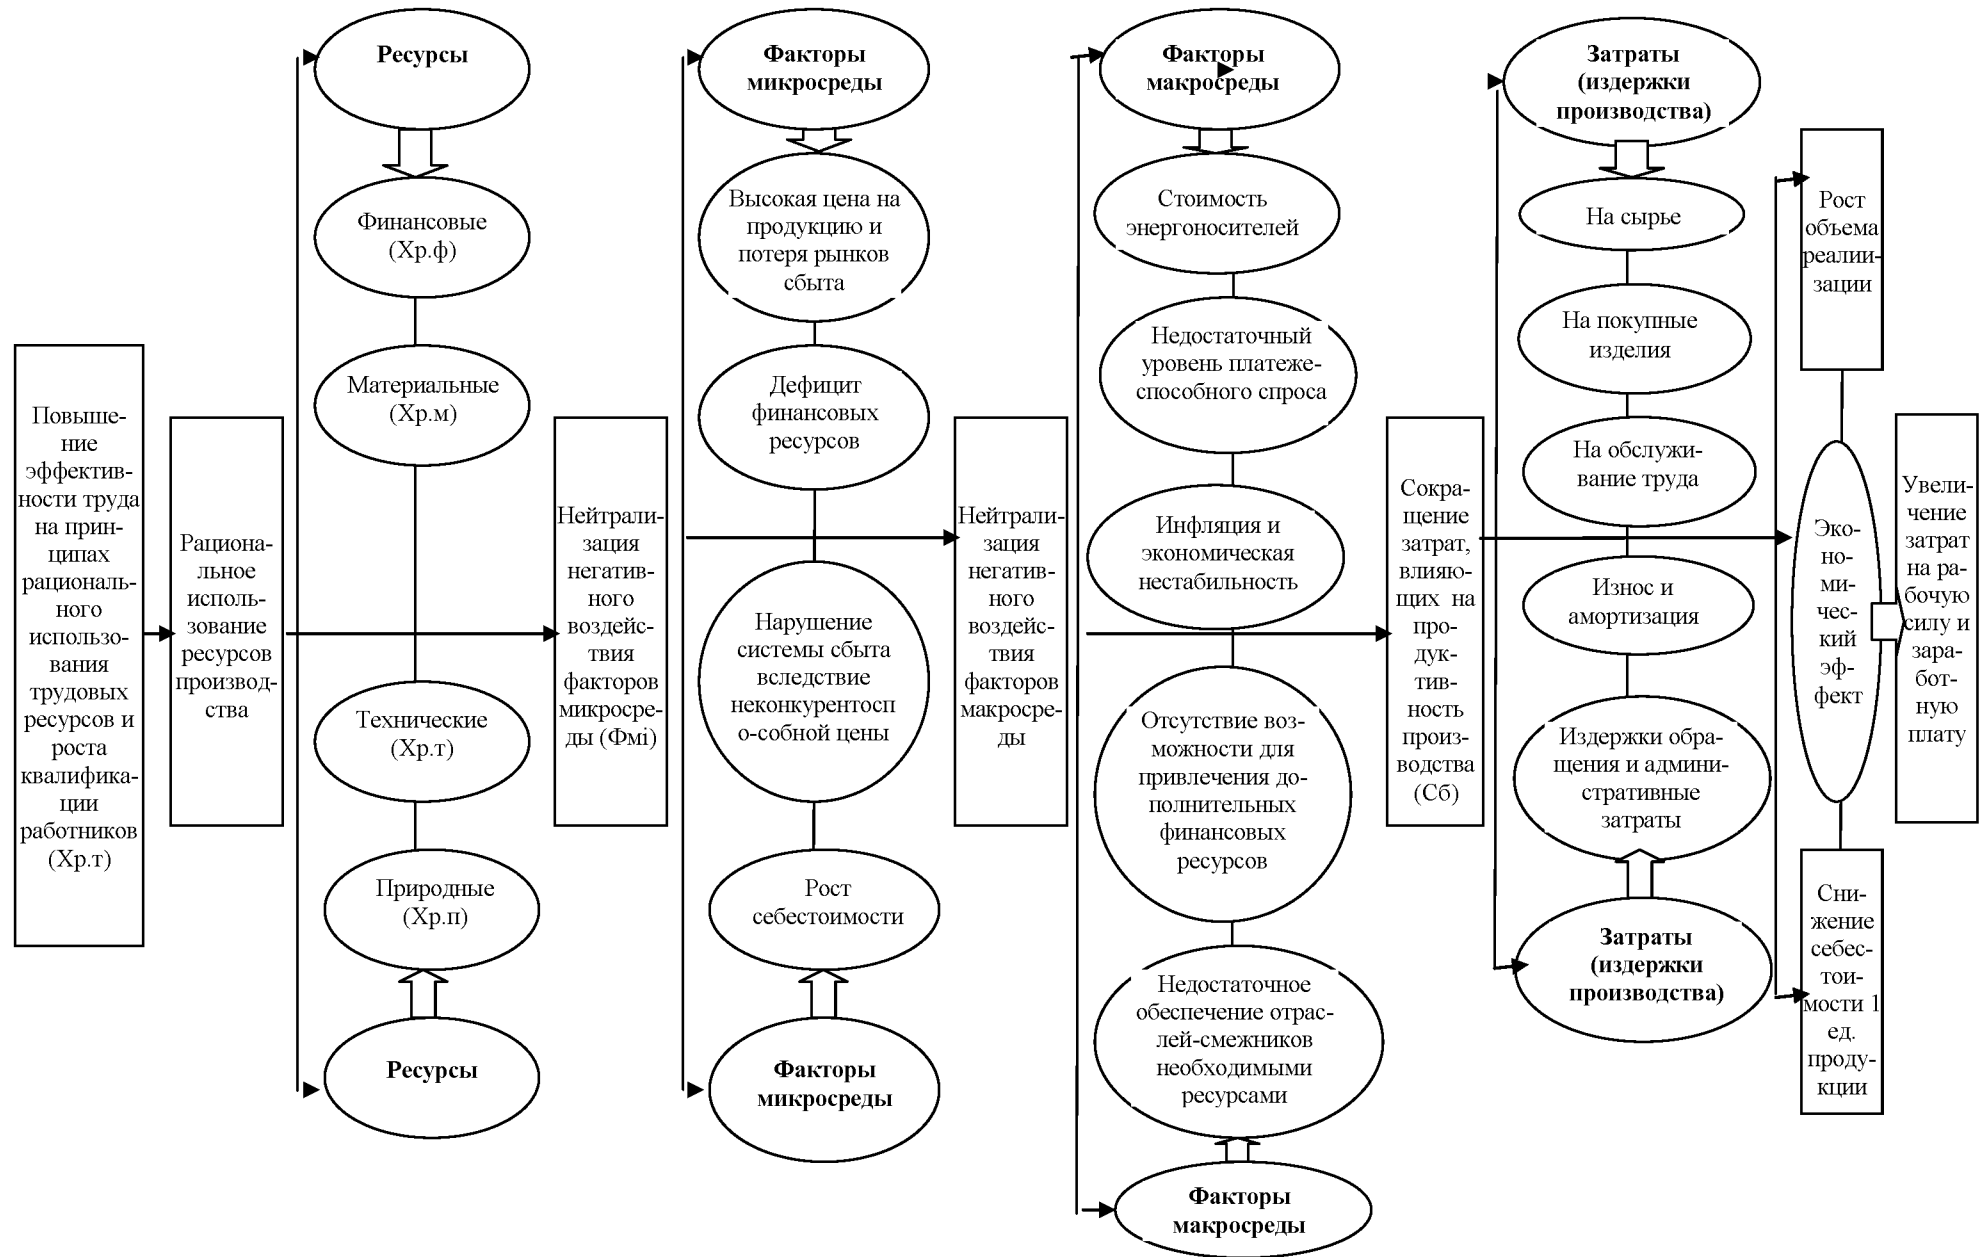 Повыше-
ние
эффектив-
ности труда
на прин-
ципах
рациональ-
ного
использо-
вания
трудовых
ресурсов и
роста
квалифика-
ции
работников
(Хр.т)
Рациона-
льное
исполь-
зование
ресурсов
производ-
ства
Ресурсы
Финансовые
(Хр.ф)
Материальные
(Хр.м)
Технические
(Хр.т)
Природные
(Хр.п)
Ресурсы
Нейтрали-
зация
негатив-
ного
воздейс-
твия
факторов
микросре-
ды (Фмi)
Факторы
микросреды
Высокая цена на
продукцию и
потеря рынков
сбыта
Дефицит
финансовых
ресурсов
Нарушение
системы сбыта
вследствие
неконкурентосп
о-собной цены
Рост
себестоимости
Факторы
микросреды
Нейтрали-
зация
негатив-
ного
воздейс-
твия
факторов
макросре-
ды
Факторы
макросреды
Стоимость
энергоносителей
Недостаточный
уровень платеже-
способного спроса
Инфляция и
экономическая
нестабильность
Отсутствие воз-
можности для
привлечения до-
полнительных
финансовых
ресурсов
Недостаточное
обеспечение отрас-
лей-смежников
необходимыми
ресурсами
Факторы
макросреды
Сокра-
щение
затрат,
влияю-
щих на
про-
дук-
тив-
ность
произ-
водства
(Сб)
Затраты
(издержки
производства)
На сырье
На покупные
изделия
На обслужи-
вание труда
Износ и
амортизация
Издержки обра-
щения и админи-
стративные
затраты
Затраты
(издержки
производства)
Рост
объема
реалии-
зации
Эко-
но-
ми-
чес-
кий
эф-
фект
Сни-
жение
себес-
тои-
мости 1
ед.
проду-
кции
Увели-
чение
затрат
на ра-
бочую
силу и
зара-
бот-
ную
плату